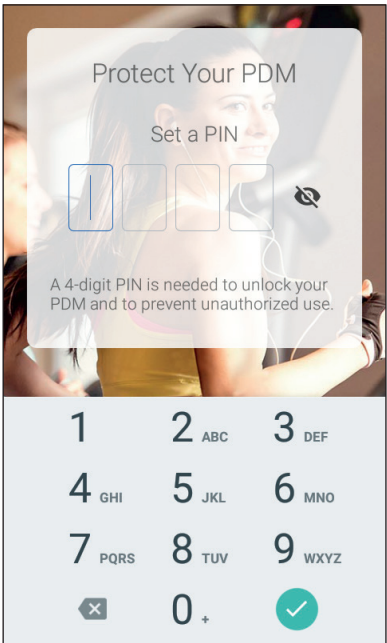 Protect Your PDM
Set a PIN
A 4-digit PIN is needed to unlock your
PDM and to prevent unauthorized use.
1 2 ABC 3 DEF
4 GHI 5 JKL 6 MNO
7 PQRS 8 TUV 9 WXYZ
0 +